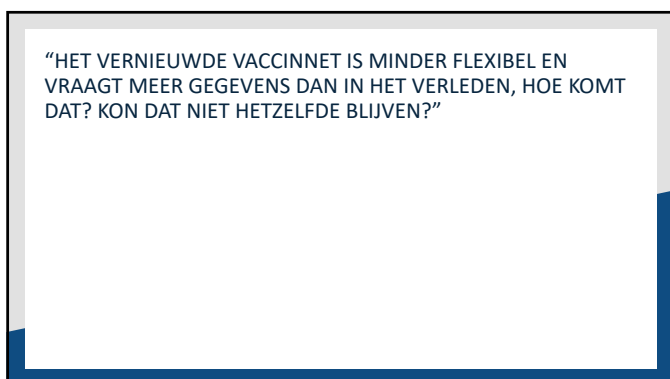 “HET VERNIEUWDE VACCINNET IS MINDER FLEXIBEL EN
VRAAGT MEER GEGEVENS DAN IN HET VERLEDEN, HOE KOMT
DAT? KON DAT NIET HETZELFDE BLIJVEN?”